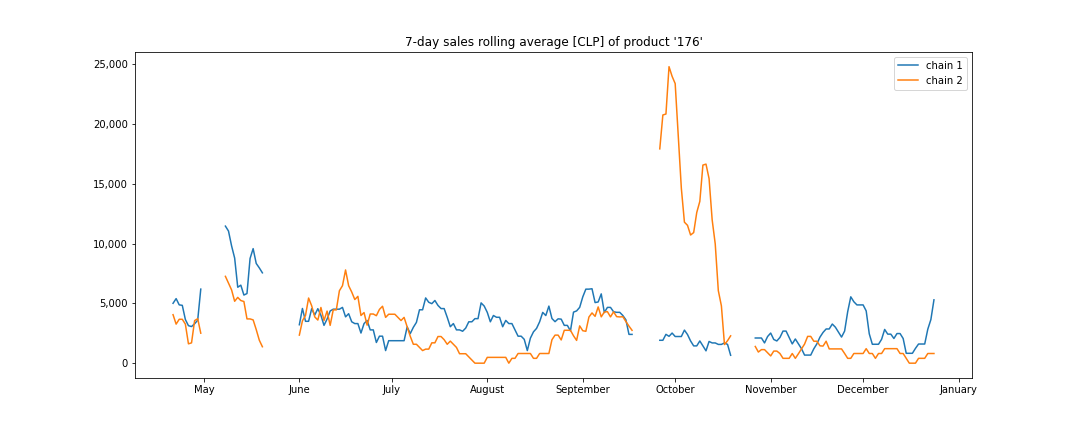 7-day sales rolling average [CLP] of product '176'
chain 1
chain 2
25,000
20,000
15,000
10,000
5,000
0
May June July August September October November December January